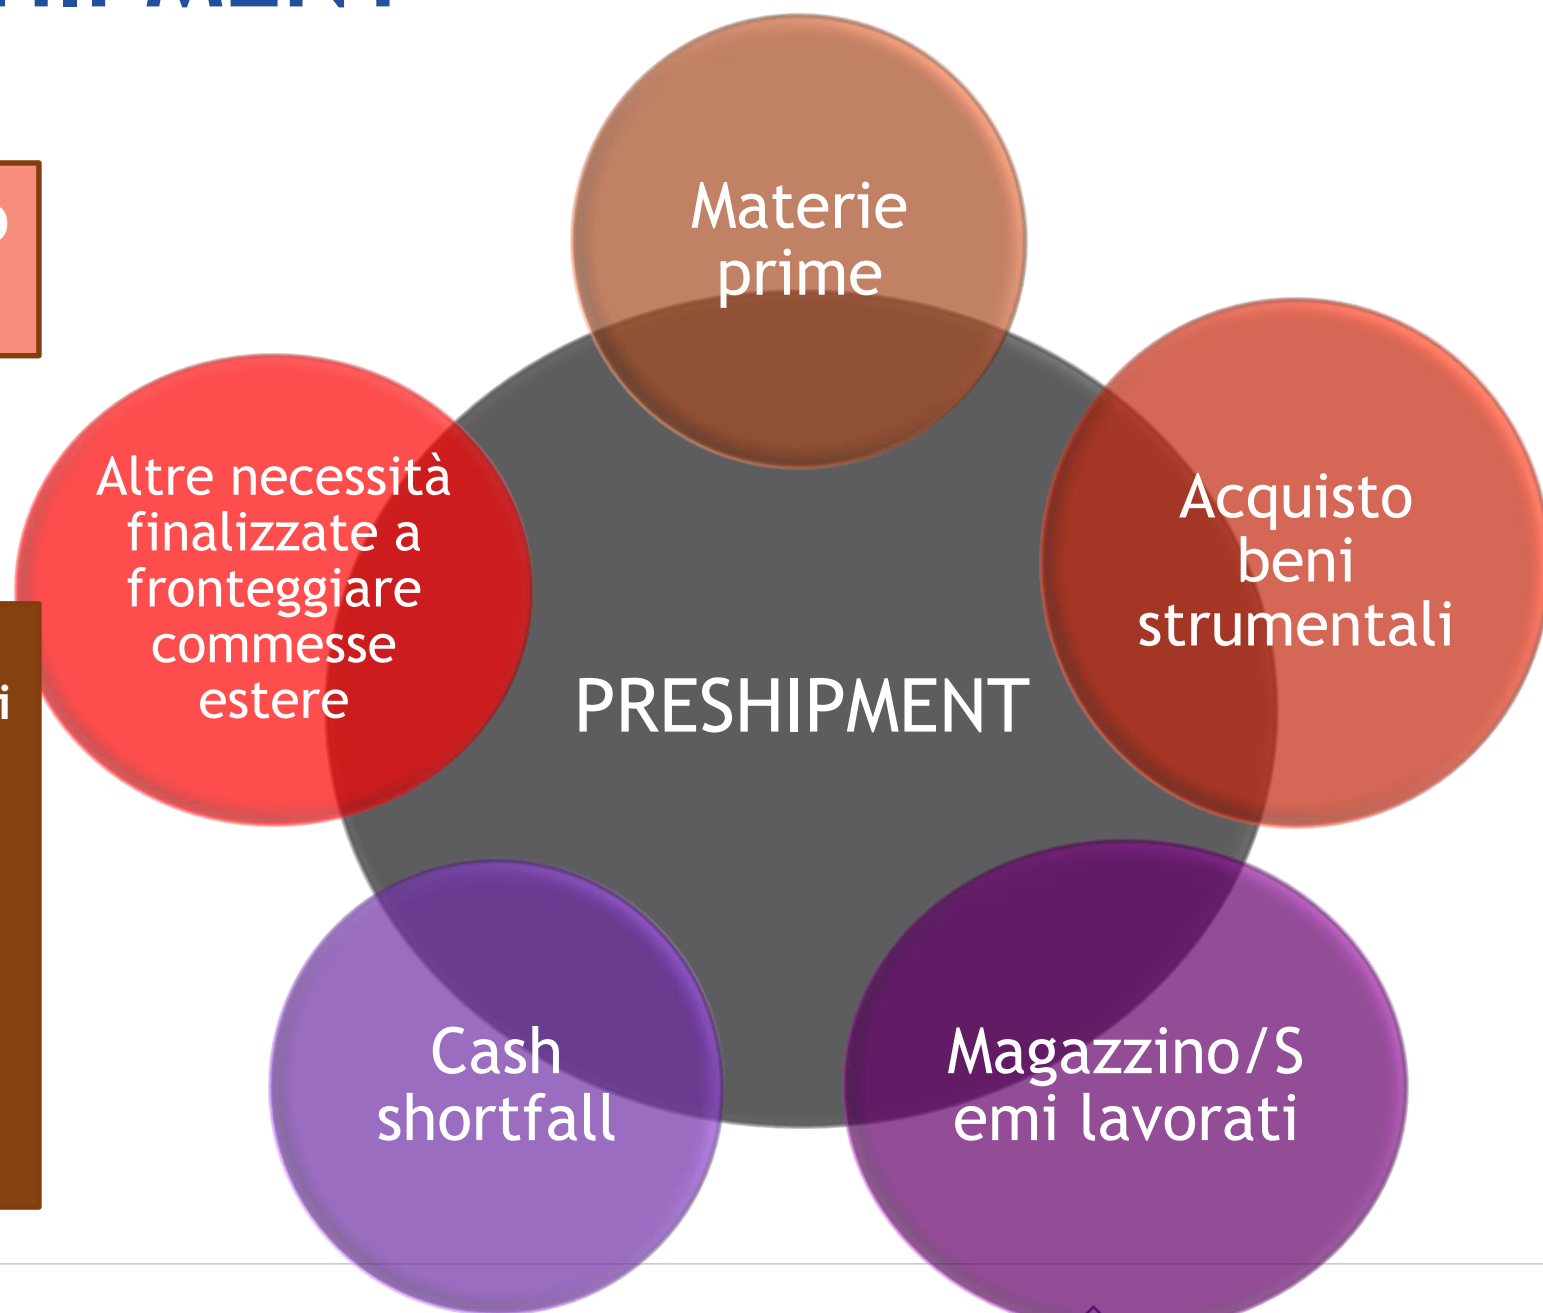 Materie
prime
Acquisto
beni
strumentali
Altre necessità
finalizzate a
fronteggiare
commesse
estere
PRESHIPMENT
Cash
shortfall
Magazzino/S
emi lavorati